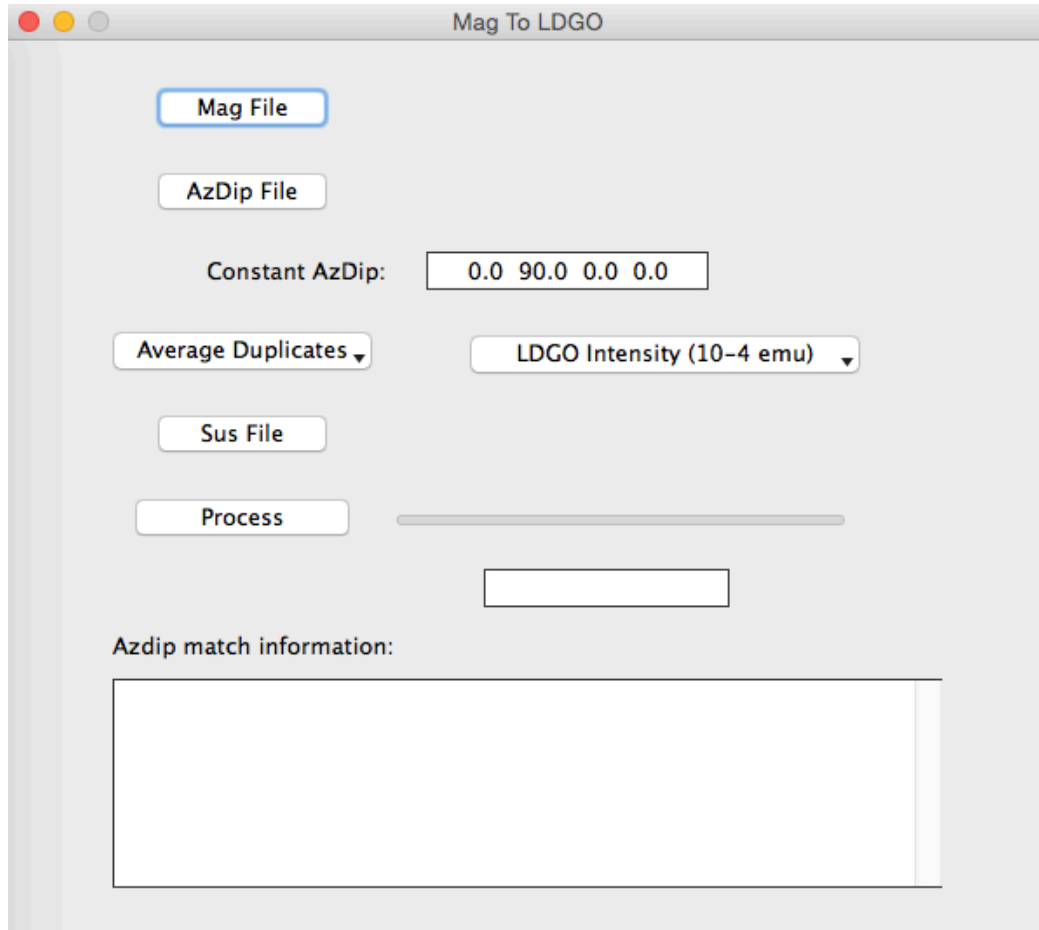 Mag To LDGO
Mag File
AzDip File
Constant AzDip: 0.0 90.0 0.0 0.0
Average Duplicates LDGO Intensity (10-4 emu)
Sus File
Process
Azdip match information: